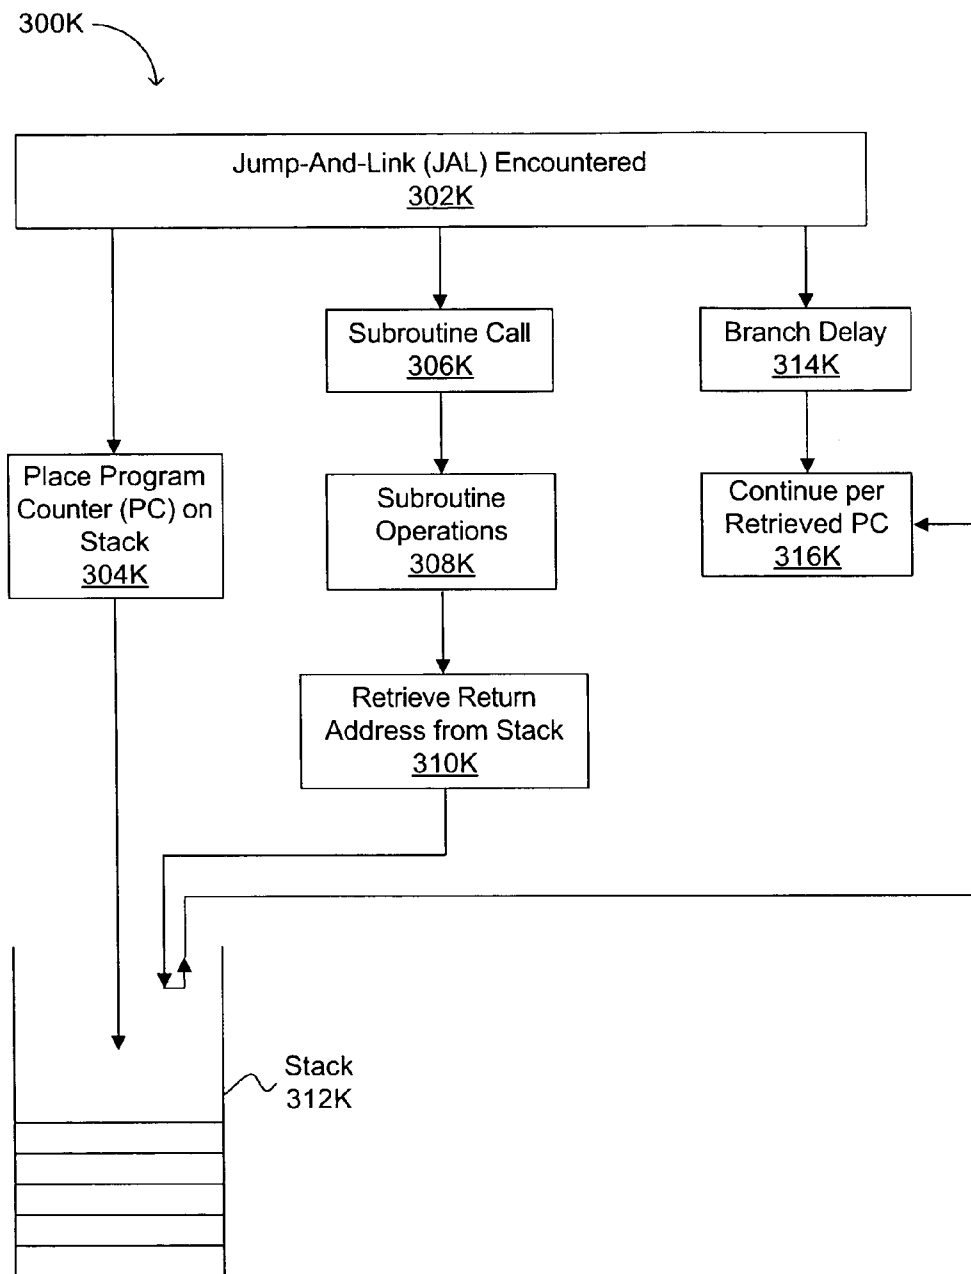 300K
Jump-And-Link (JAL) Encountered
302K
Subroutine Call
306K
Branch Delay
314K
Place Program
Counter (PC) on
Stack
304K
Subroutine
Operations
308K
Continue per
Retrieved PC
316K
Retrieve Return
Address from Stack
310K
Stack
312K